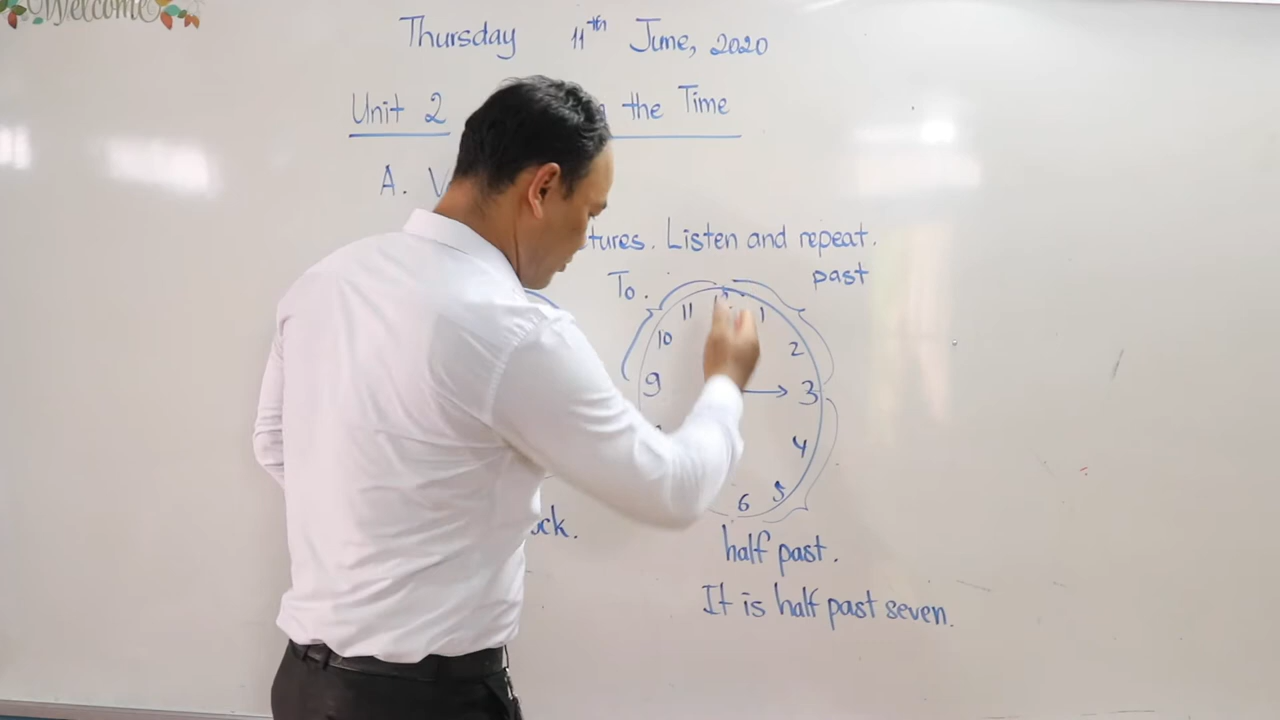 Welcome
Thursday 11th June, 2020
Unit 2 the Time
A.
tures. Listen and repeat.
To. past
11 1
10 2
9 3
4
6 5
ock.
half past.
It is half past seven.